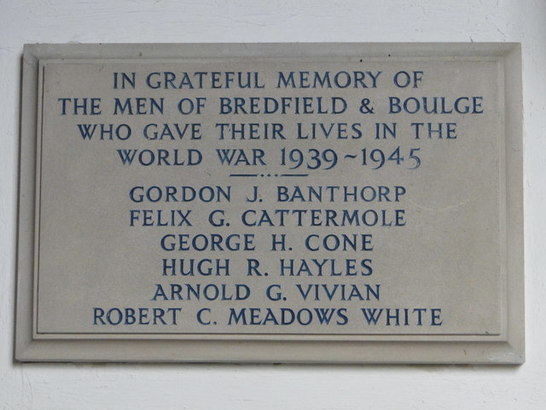 IN GRATEFUL MEMORY OF
THE MEN OF BREDFIELD & BOULGE
WHO GAVE THEIR LIVES IN THE
WORLD WAR 1939~1945
GORDON J. BANTHORP
FELIX G. CATTERMOLE
GEORGE H. CONE
HUGH R. HAYLES
ARNOLD G. VIVIAN
ROBERT C. MEADOWS WHITE